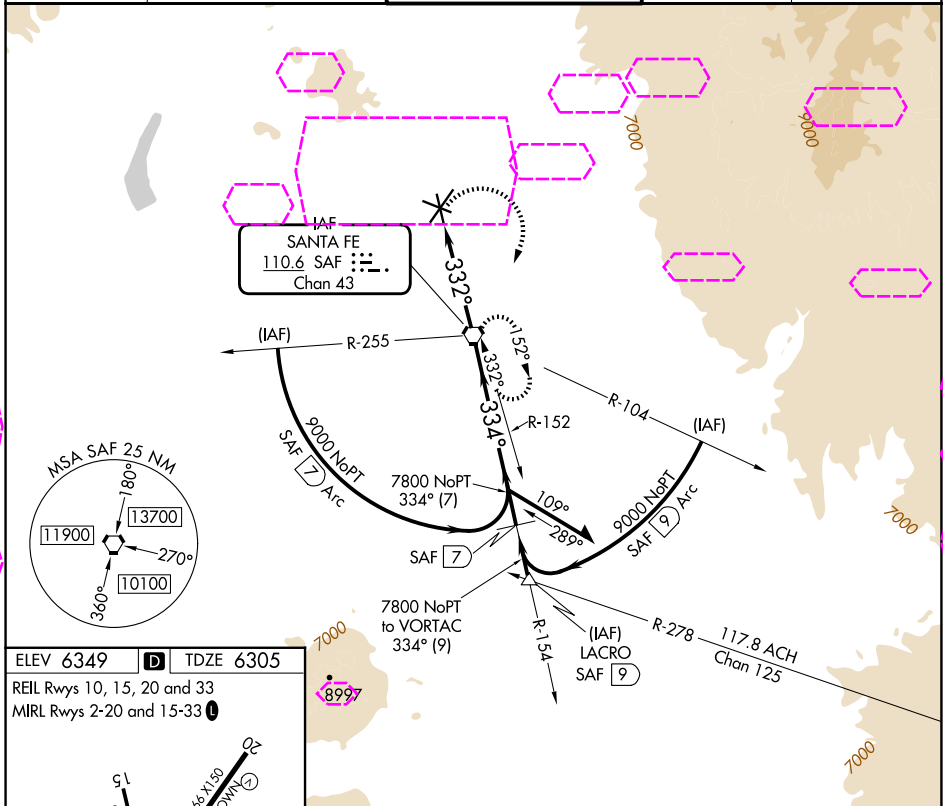 7000
9000
IAF
SANTA FE
110.6 SAF
Chan 43
332°
(IAF)
R-255
152°
332°
R-104
(IAF)
334°
R-152
9000 NoPT
SAF 7 Arc
7800 NoPT
334° (7)
109°
289°
9000 NoPT
SAF 9 Arc
7000
MSA SAF 25 NM
180°
13700
11900
270°
10100
360°
SAF 7
7800 NoPT
to VORTAC
334° (9)
R-154
(IAF)
LACRO
SAF 9
R-278
117.8 ACH
Chan 125
7000
8997
7000
ELEV 6349 D TDZE 6305
REIL Rwys 10, 15, 20 and 33
MIRL Rwys 2-20 and 15-33 L
20
15
66 X150
OWN
V